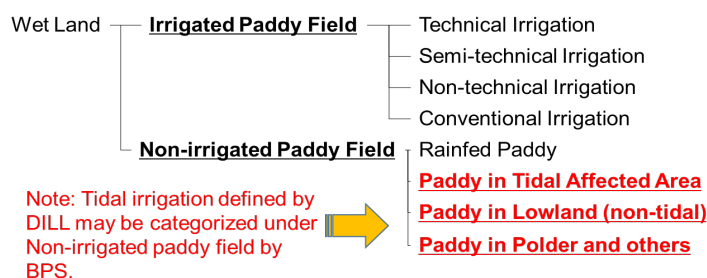 Wet Land Irrigated Paddy Field Technical Irrigation
Semi-technical Irrigation
Non-technical Irrigation
Conventional Irrigation
Non-irrigated Paddy Field Rainfed Paddy
Paddy in Tidal Affected Area
Paddy in Lowland (non-tidal)
Paddy in Polder and others
Note: Tidal irrigation defined by
DILL may be categorized under
Non-irrigated paddy field by
BPS.